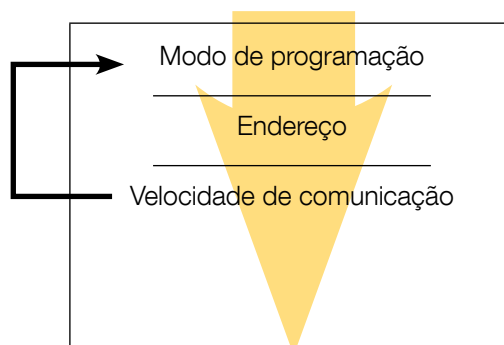 Modo de programação
Endereço
Velocidade de comunicação